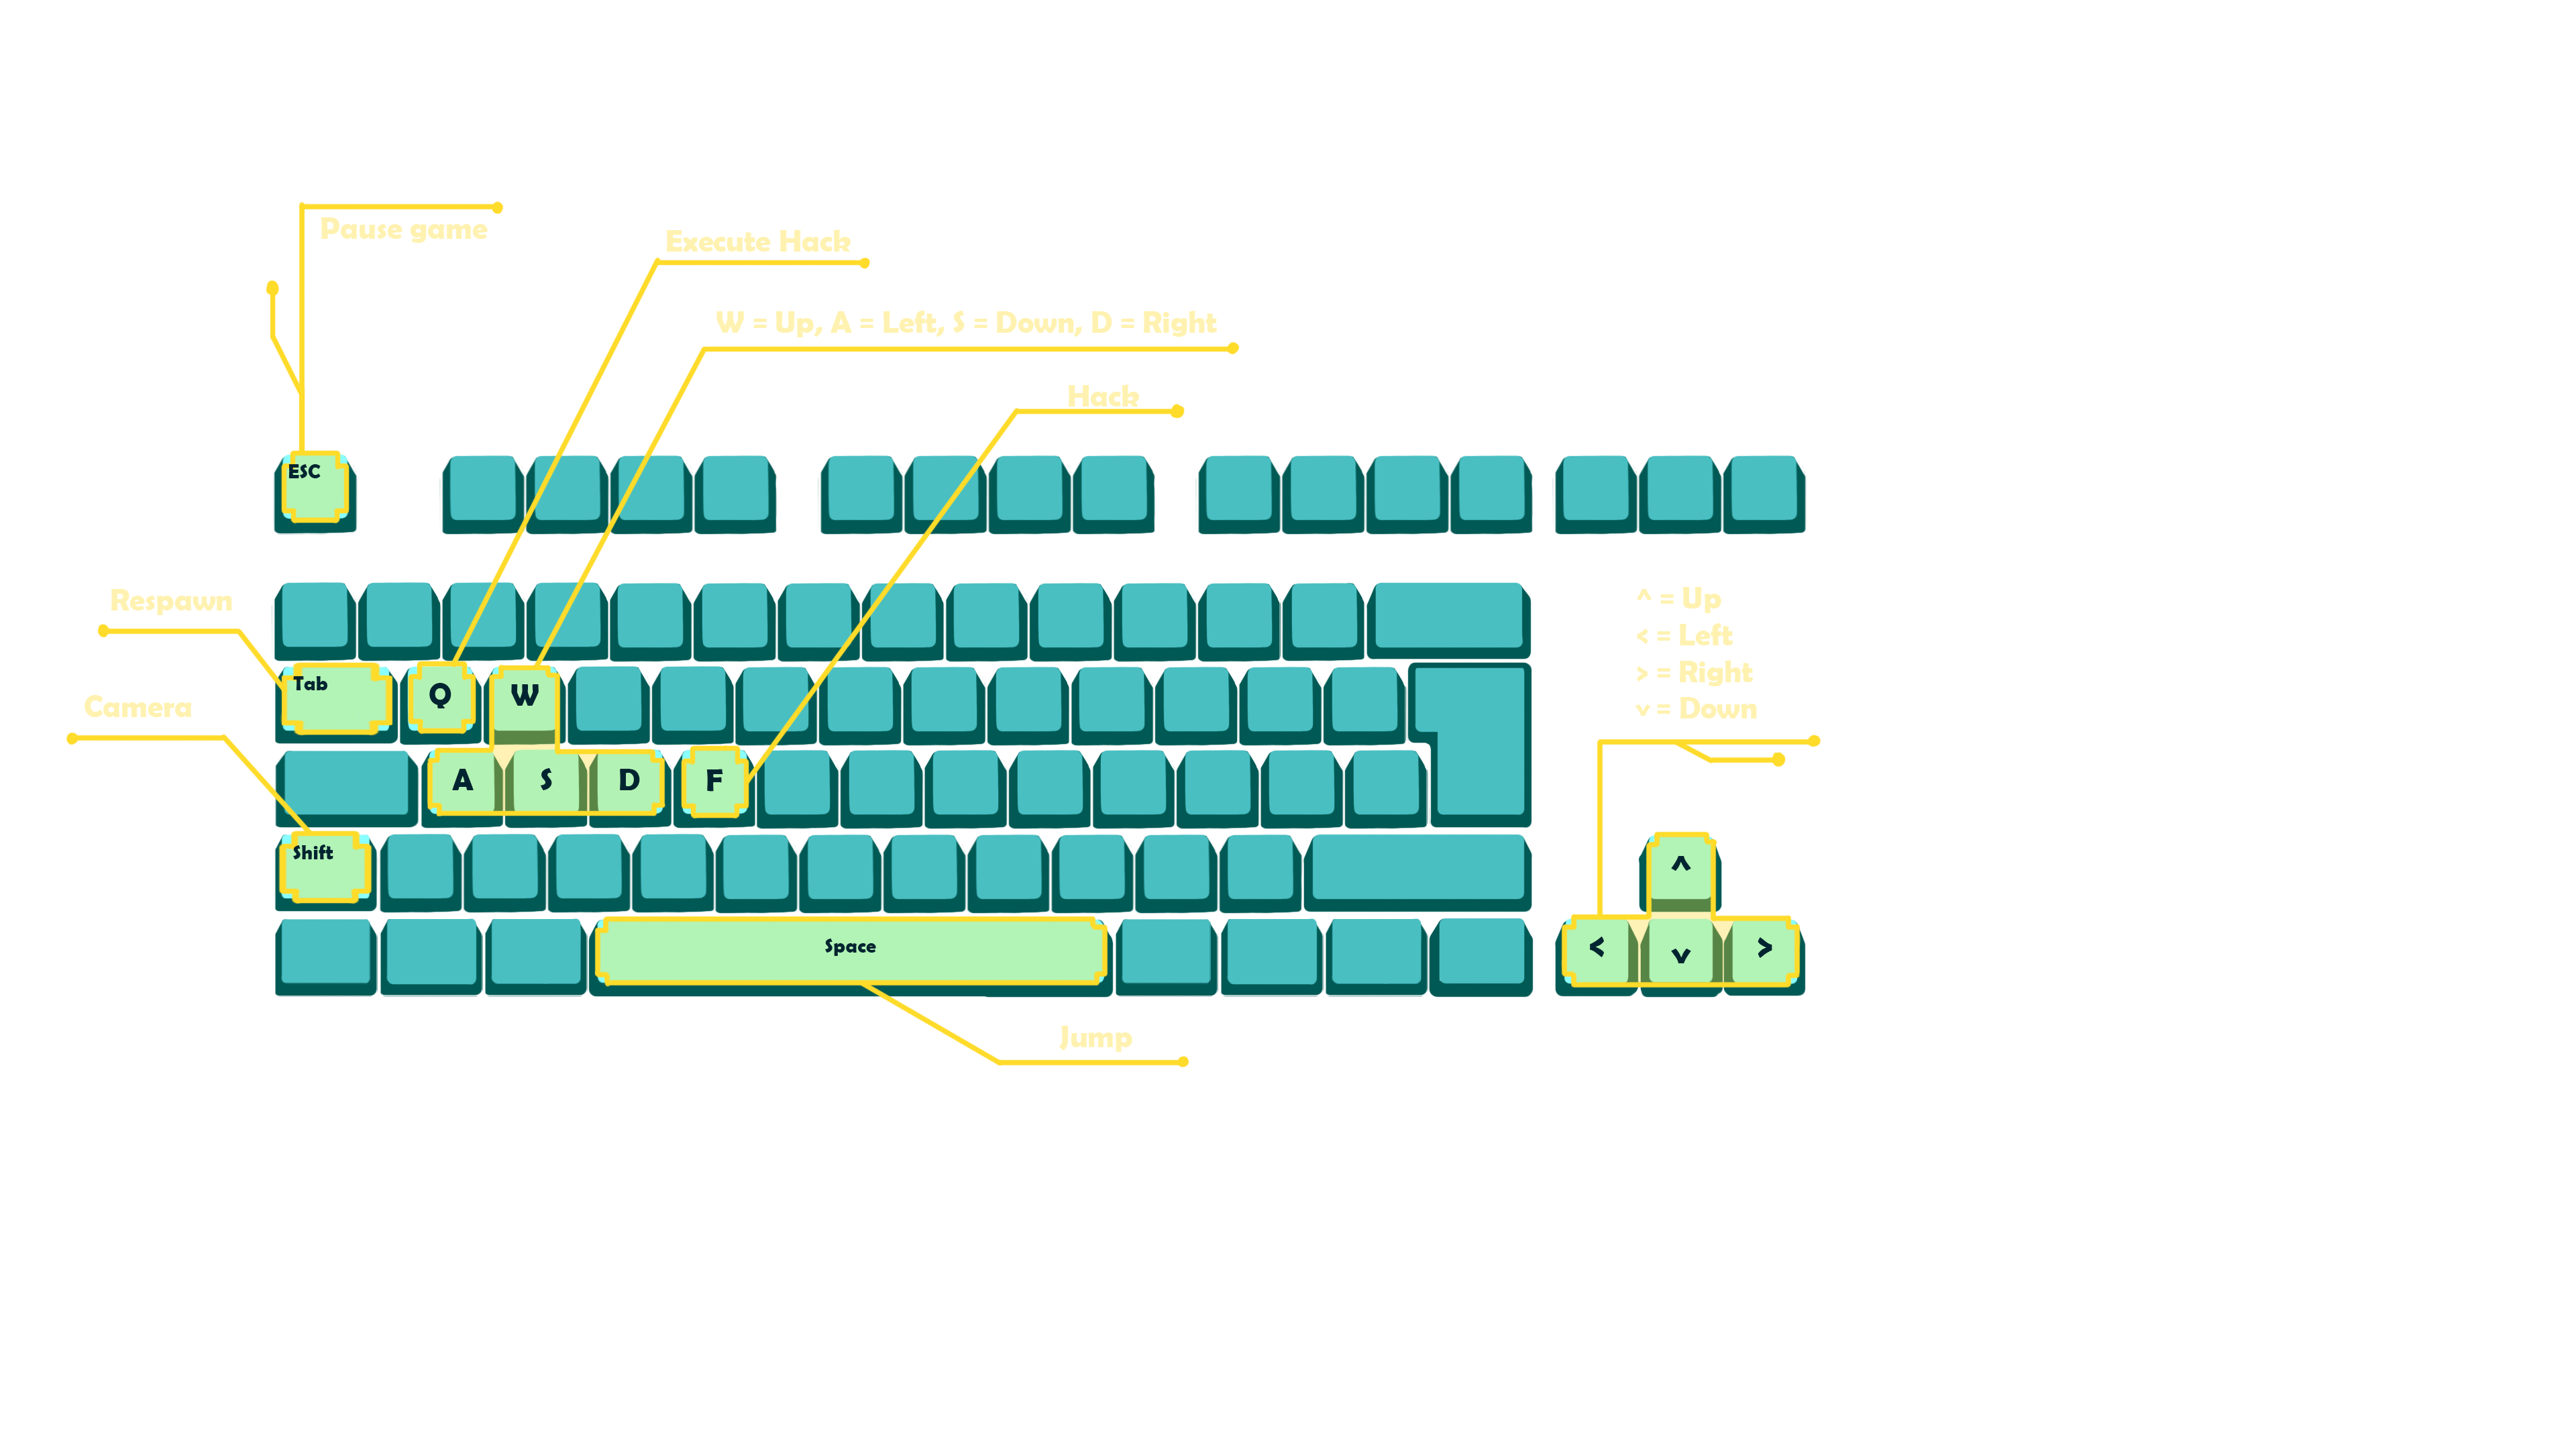 Pause game
Execute Hack
W = Up, A = Left, S = Down, D = Right
Hack
ESC
Respawn
^ = Up
< = Left
> = Right
v = Down
Tab
Q
W
Camera
A
S
D
F
Shift
^
Space
<
v
>
Jump